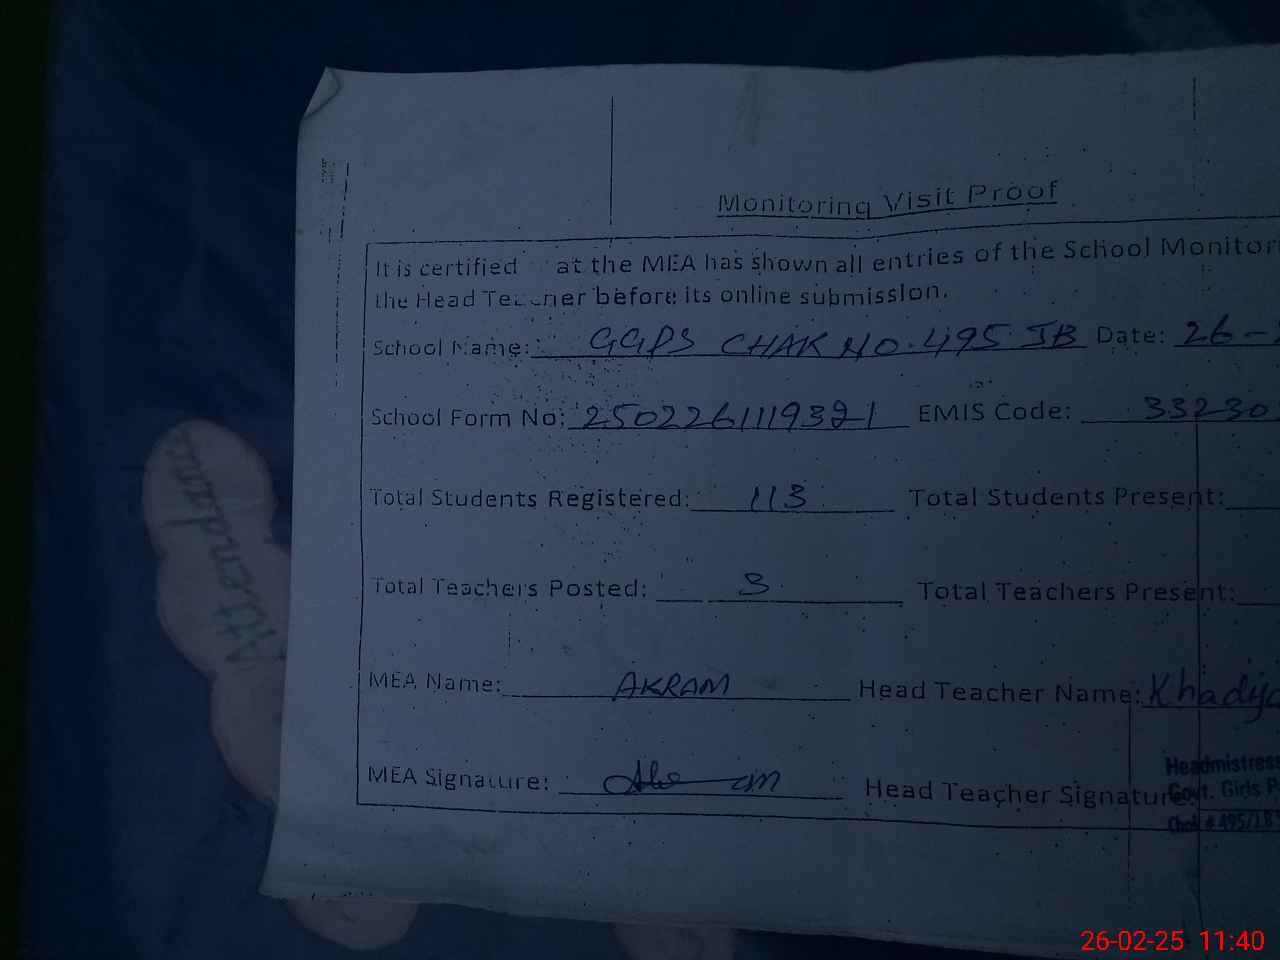 Monitoring Visit Proof
It is certified at the MEA has shown all entries of the School Monitor
the Head Teacher before its online submission.
School Name: GGPS CHAK NO. 495 JB Date: 26-
School Form No: 2502261119321 EMIS Code: 33230
Total Students Registered: 113 Total Students Present:
Total Teachers Posted: 3 Total Teachers Present:
MEA Name: AKRAM Head Teacher Name: Khadija
MEA Signature: Head Teacher Signature:
Headmistress
Govt. Girls P
Chak # 495/J.B
Attendance
26-02-25 11:40